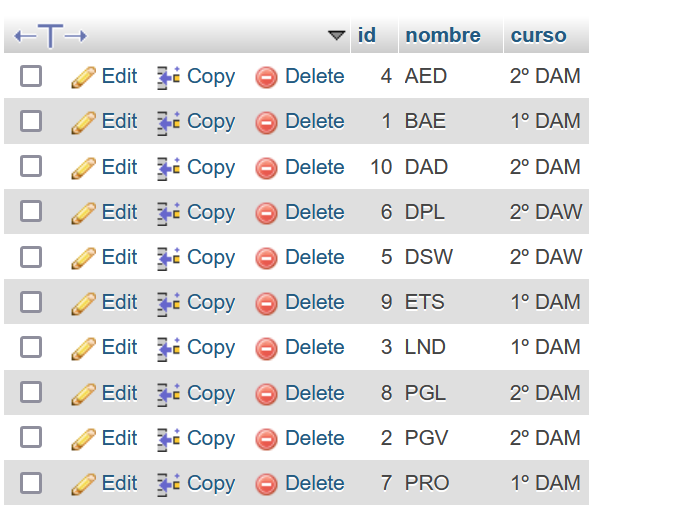 id nombre curso
Edit Copy Delete 4 AED 2º DAM
Edit Copy Delete 1 BAE 1º DAM
Edit Copy Delete 10 DAD 2º DAM
Edit Copy Delete 6 DPL 2º DAW
Edit Copy Delete 5 DSW 2º DAW
Edit Copy Delete 9 ETS 1º DAM
Edit Copy Delete 3 LND 1º DAM
Edit Copy Delete 8 PGL 2º DAM
Edit Copy Delete 2 PGV 2º DAM
Edit Copy Delete 7 PRO 1º DAM